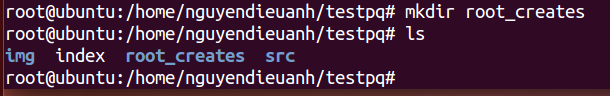 root@ubuntu:/home/nguyendieuanh/testpq# mkdir root_creates
root@ubuntu:/home/nguyendieuanh/testpq# ls
img  index  root_creates  src
root@ubuntu:/home/nguyendieuanh/testpq#